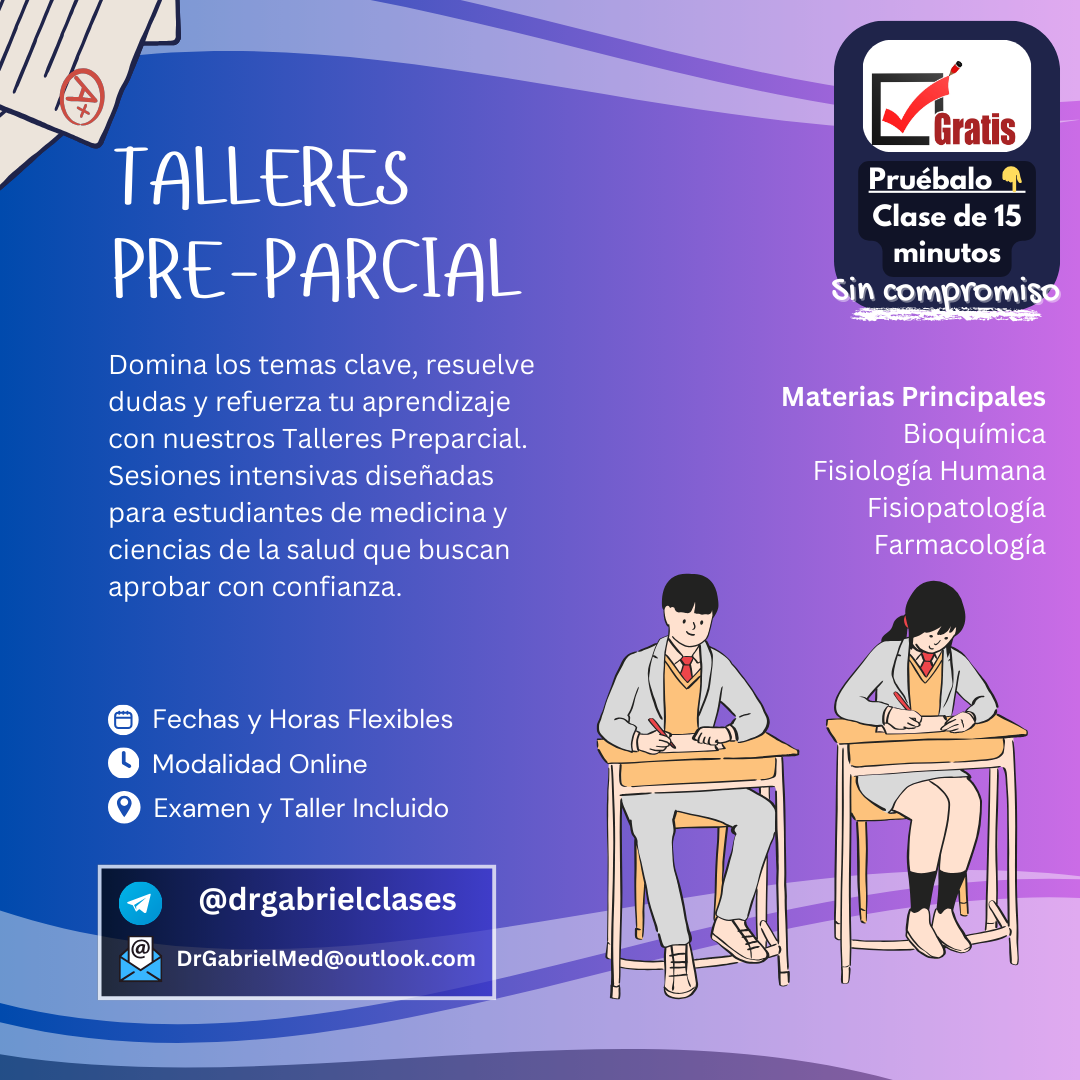 A+
TALLERES
PRE-PARCIAL
Domina los temas clave, resuelve
dudas y refuerza tu aprendizaje
con nuestros Talleres Preparcial.
Sesiones intensivas diseñadas
para estudiantes de medicina y
ciencias de la salud que buscan
aprobar con confianza.
Fechas y Horas Flexibles
Modalidad Online
Examen y Taller Incluido
@drgabrielclases
@
DrGabrielMed@outlook.com
Gratis
Pruébalo 👇
Clase de 15
minutos
Sin compromiso
Materias Principales
Bioquímica
Fisiología Humana
Fisiopatología
Farmacología